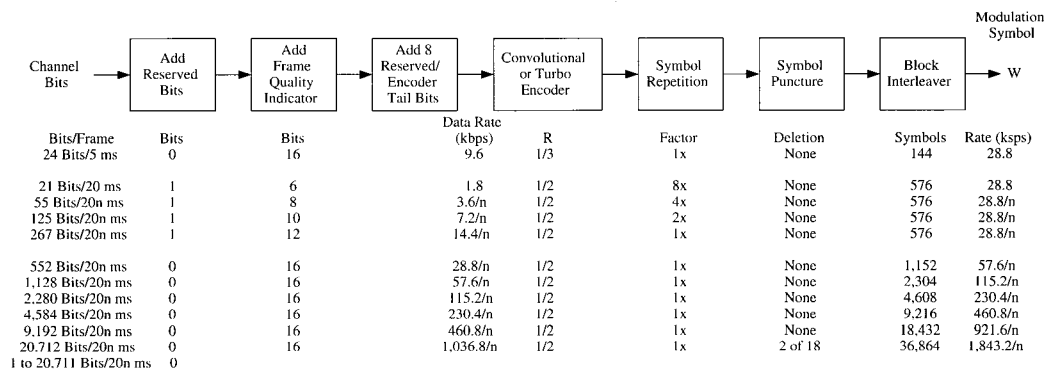 Modulation
Symbol
Channel
Bits
Add
Reserved
Bits
Add
Frame
Quality
Indicator
Add 8
Reserved/
Encoder
Tail Bits
Convolutional
or Turbo
Encoder
Symbol
Repetition
Symbol
Puncture
Block
Interleaver
W
Data Rate
Bits/Frame Bits Bits (kbps) R Factor Deletion Symbols Rate (ksps)
24 Bits/5 ms 0 16 9.6 1/3 1x None 144 28.8
21 Bits/20 ms 1 6 1.8 1/2 8x None 576 28.8
55 Bits/20n ms 1 8 3.6/n 1/2 4x None 576 28.8/n
125 Bits/20n ms 1 10 7.2/n 1/2 2x None 576 28.8/n
267 Bits/20n ms 1 12 14.4/n 1/2 1x None 576 28.8/n
552 Bits/20n ms 0 16 28.8/n 1/2 1x None 1,152 57.6/n
1,128 Bits/20n ms 0 16 57.6/n 1/2 1x None 2,304 115.2/n
2,280 Bits/20n ms 0 16 115.2/n 1/2 1x None 4,608 230.4/n
4,584 Bits/20n ms 0 16 230.4/n 1/2 1x None 9,216 460.8/n
9,192 Bits/20n ms 0 16 460.8/n 1/2 1x None 18,432 921.6/n
20.712 Bits/20n ms 0 16 1,036.8/n 1/2 1x 2 of 18 36,864 1,843.2/n
1 to 20.711 Bits/20n ms 0